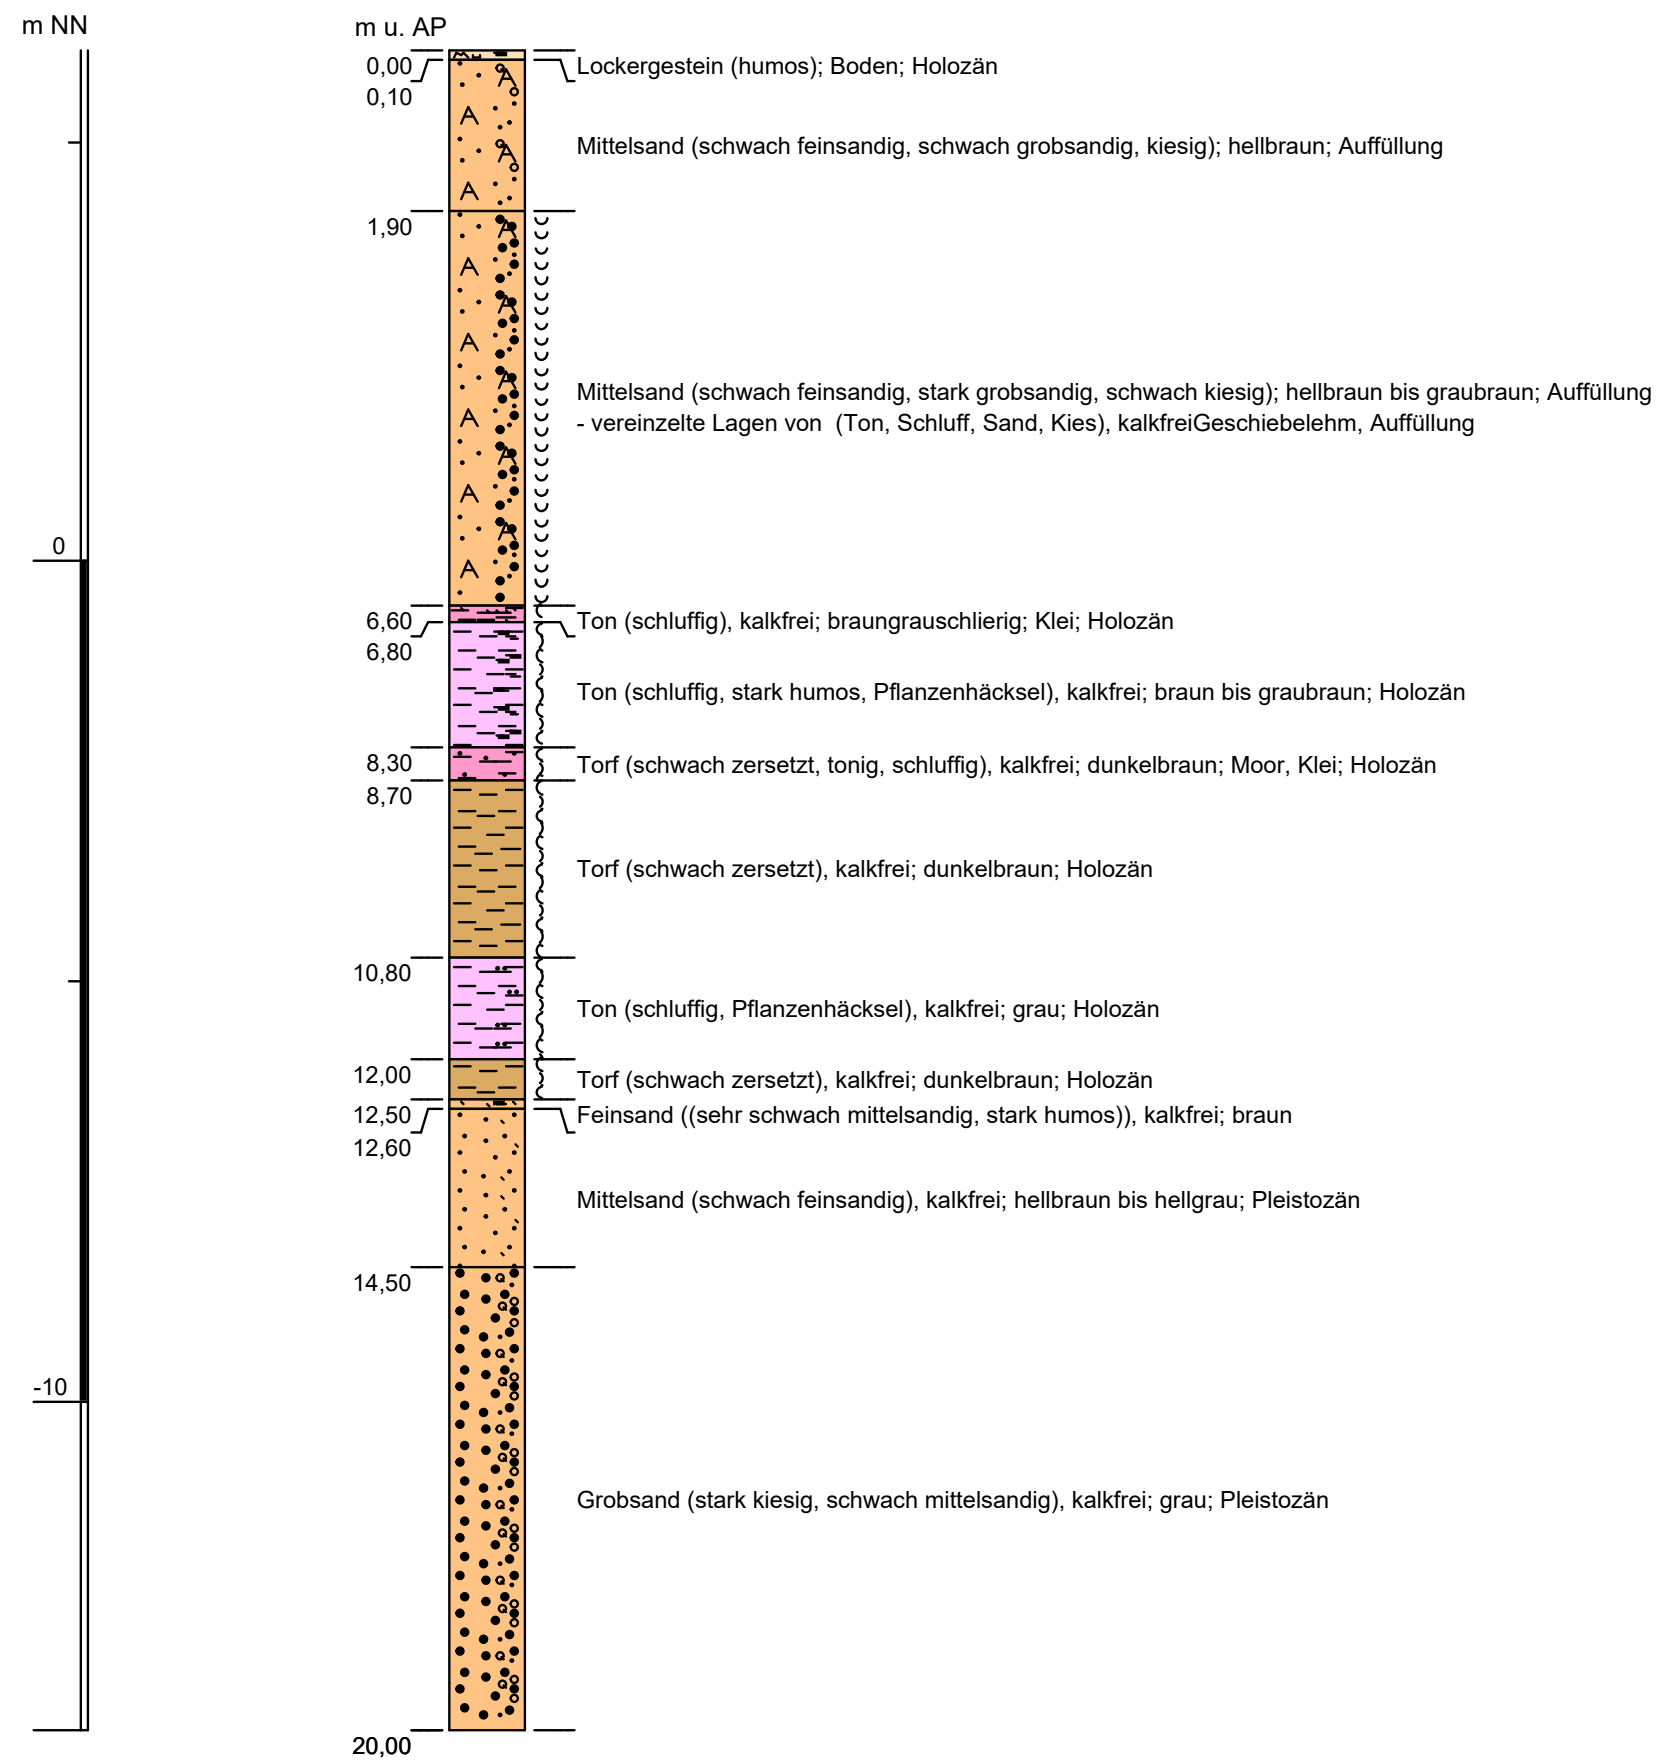 m NN
m u. AP
0,00
Lockergestein (humos); Boden; Holozän
0,10
Mittelsand (schwach feinsandig, schwach grobsandig, kiesig); hellbraun; Auffüllung
1,90
Mittelsand (schwach feinsandig, stark grobsandig, schwach kiesig); hellbraun bis graubraun; Auffüllung
- vereinzelte Lagen von  (Ton, Schluff, Sand, Kies), kalkfreiGeschiebelehm, Auffüllung
0
6,60
Ton (schluffig), kalkfrei; braungrauschlierig; Klei; Holozän
6,80
Ton (schluffig, stark humos, Pflanzenhäcksel), kalkfrei; braun bis graubraun; Holozän
8,30
Torf (schwach zersetzt, tonig, schluffig), kalkfrei; dunkelbraun; Moor, Klei; Holozän
8,70
Torf (schwach zersetzt), kalkfrei; dunkelbraun; Holozän
10,80
Ton (schluffig, Pflanzenhäcksel), kalkfrei; grau; Holozän
12,00
Torf (schwach zersetzt), kalkfrei; dunkelbraun; Holozän
12,50
Feinsand ((sehr schwach mittelsandig, stark humos)), kalkfrei; braun
12,60
Mittelsand (schwach feinsandig), kalkfrei; hellbraun bis hellgrau; Pleistozän
14,50
-10
Grobsand (stark kiesig, schwach mittelsandig), kalkfrei; grau; Pleistozän
20,00